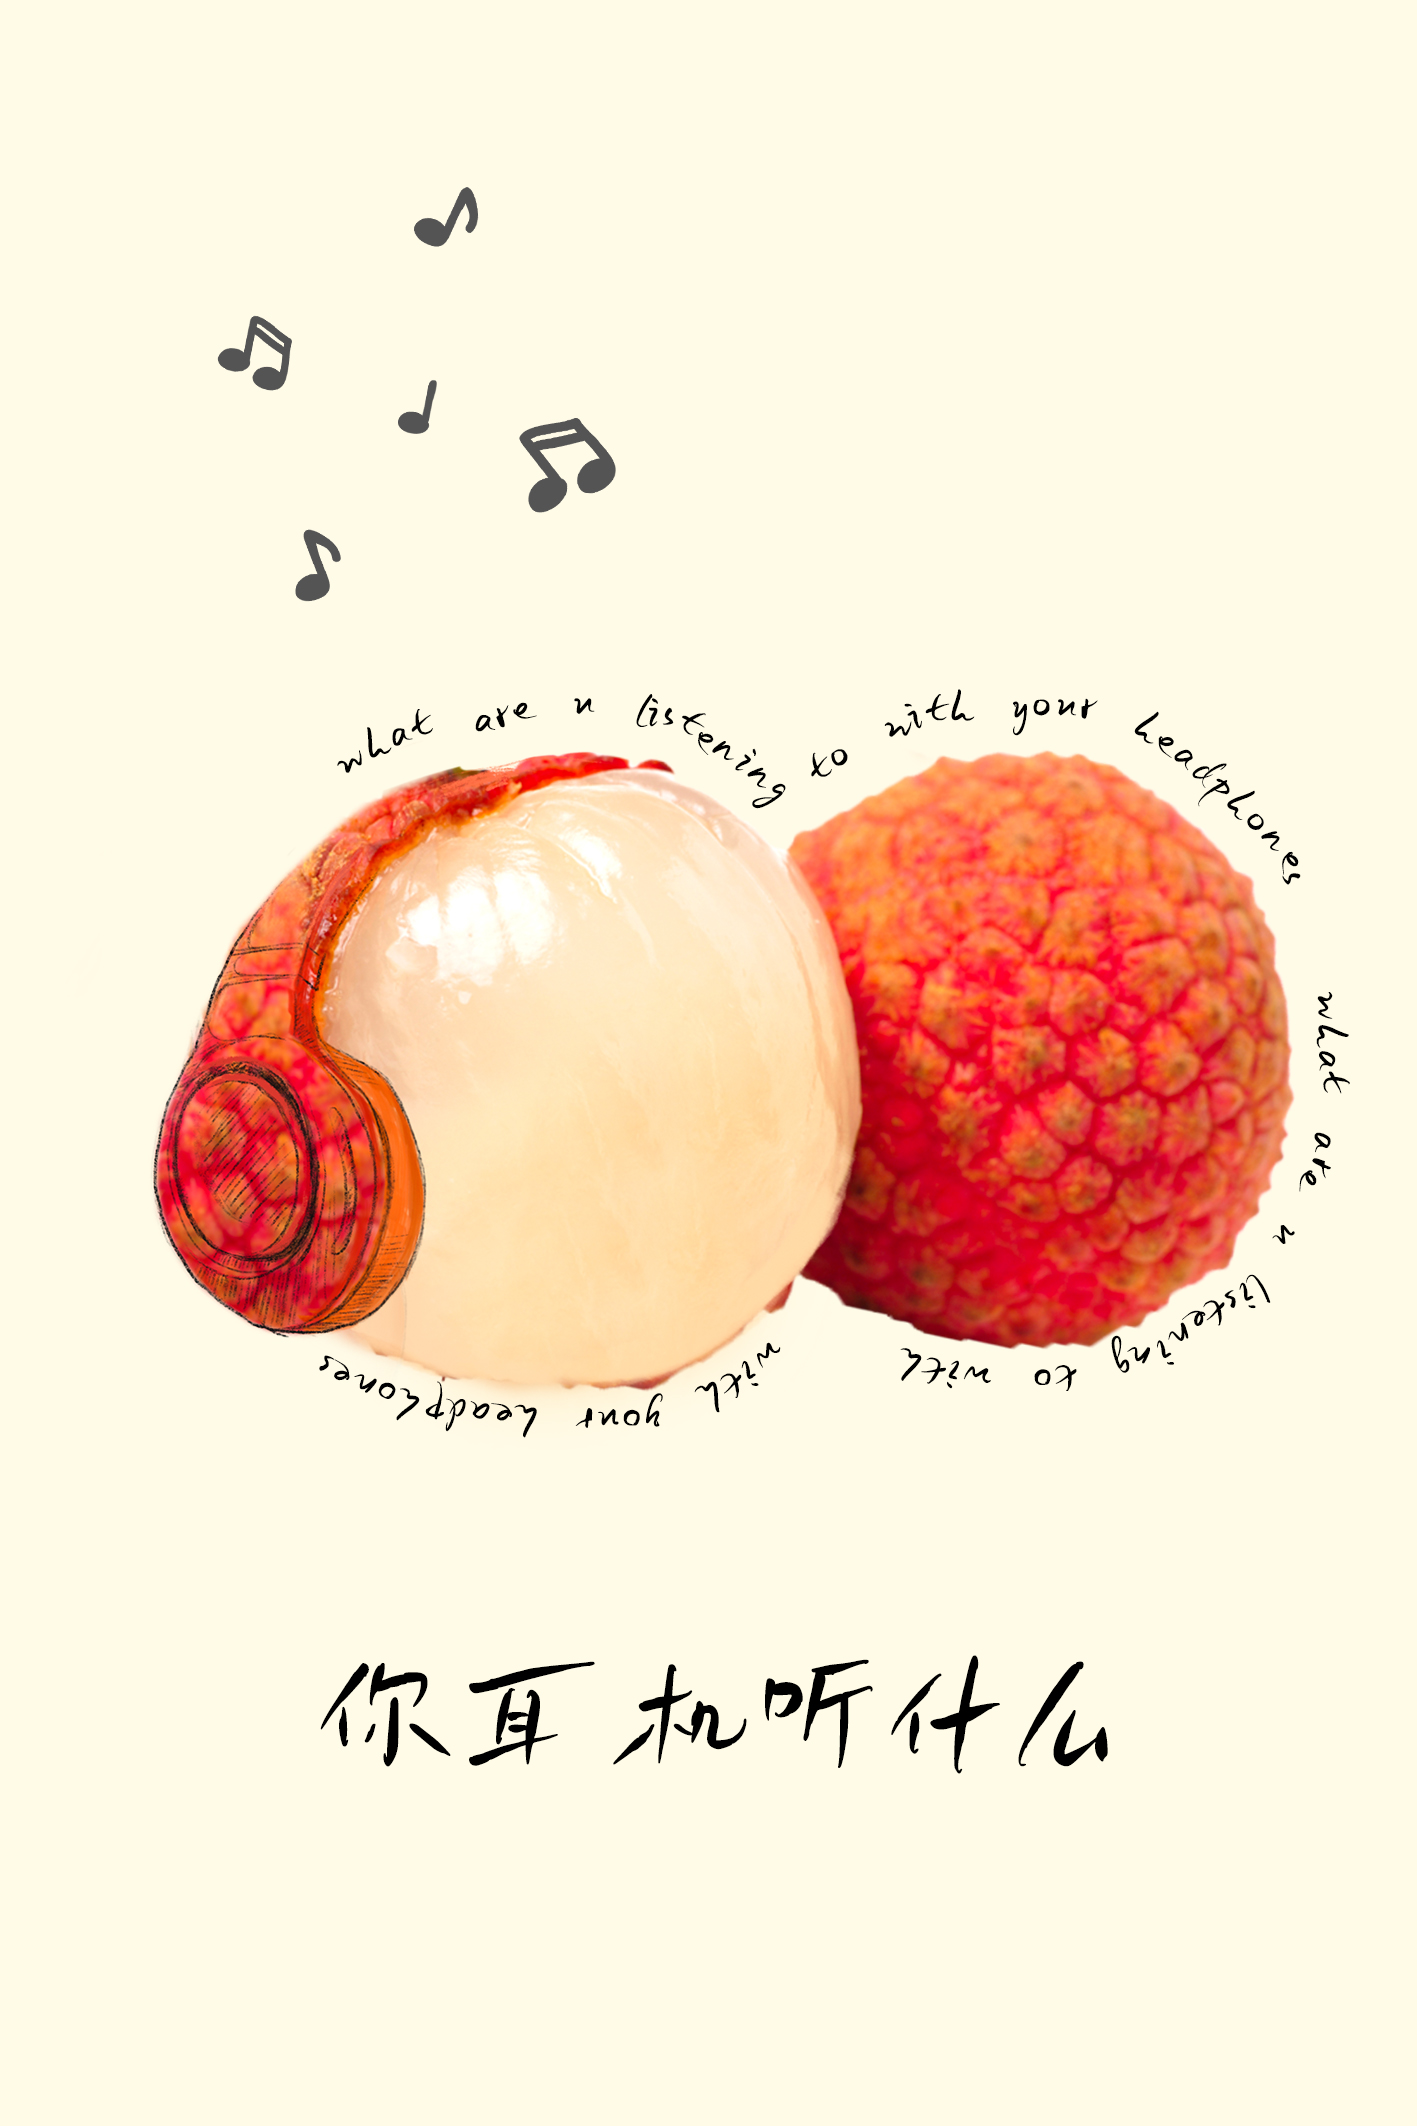 what are u listening to with your headphones
what are u listening to with
with your headphones
你耳机听什么